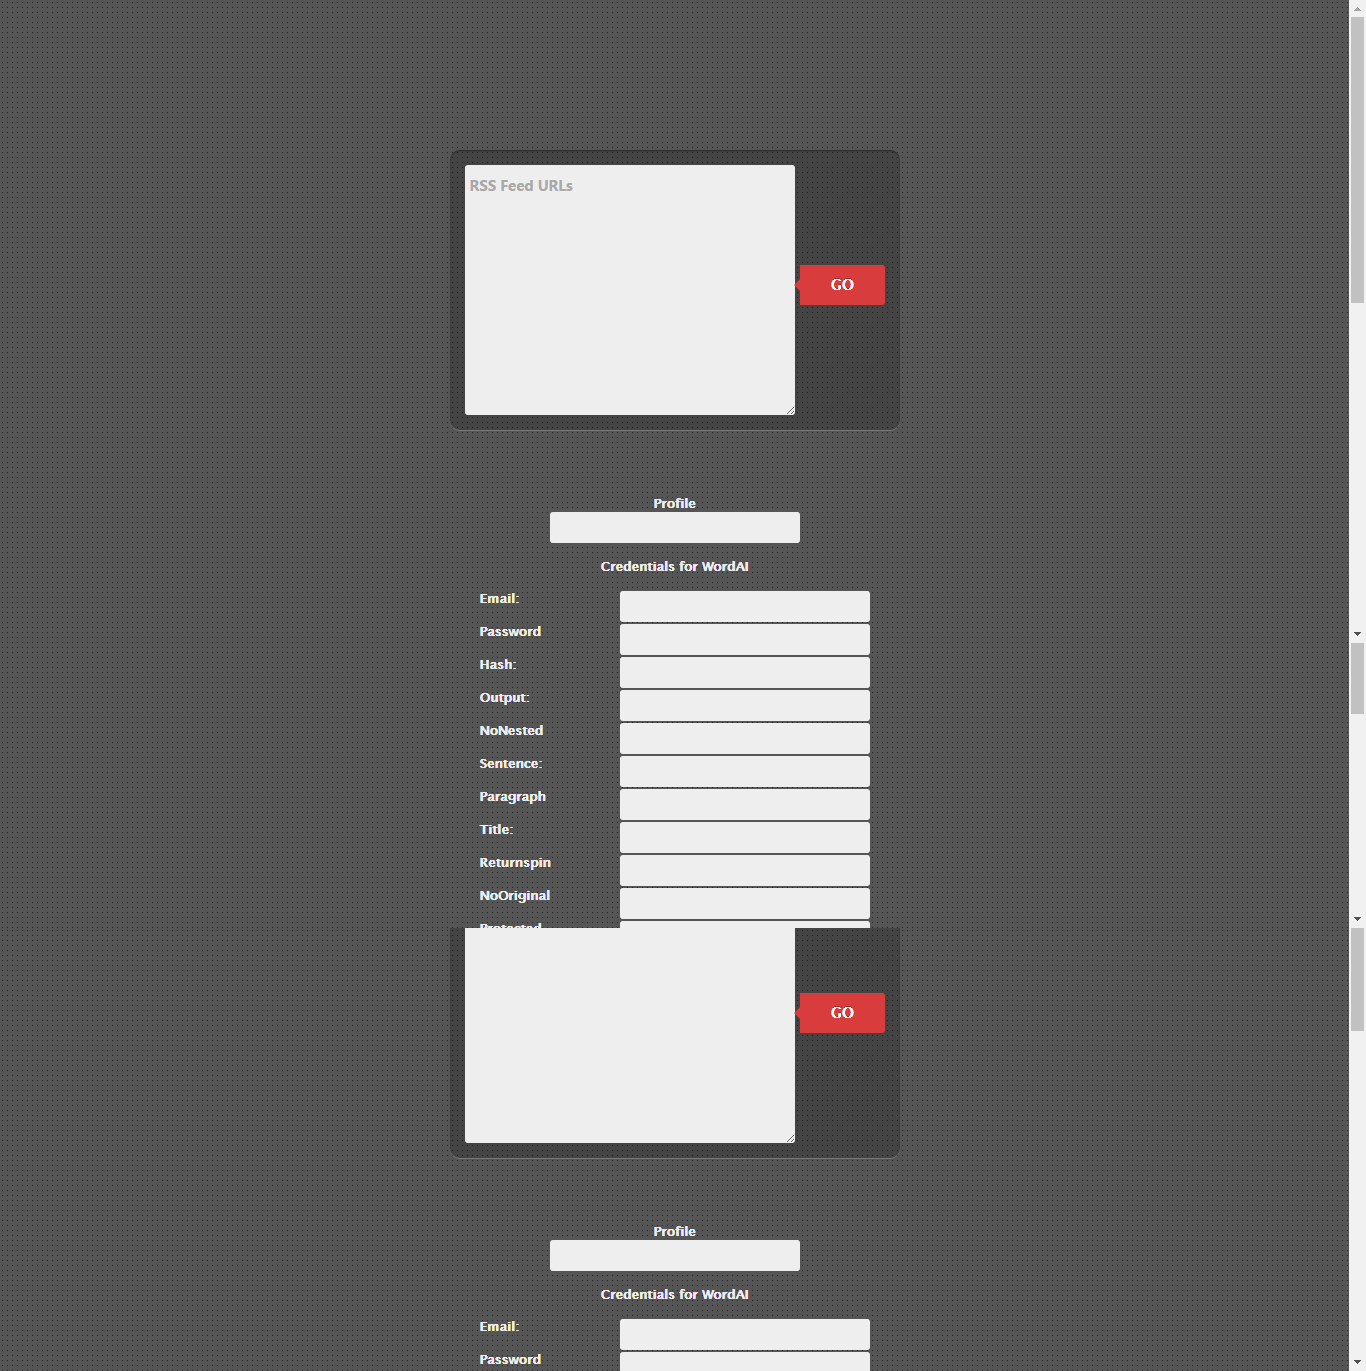 RSS Feed URLs
GO
Profile
Credentials for WordAI
Email:
Password
Hash:
Output:
NoNested
Sentence:
Paragraph
Title:
Returnspin
NoOriginal
Protected
GO
Profile
Credentials for WordAI
Email:
Password